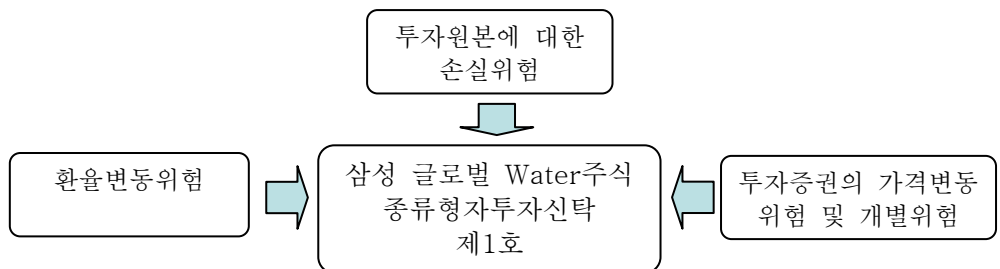 투자원본에 대한
손실위험
환율변동위험
삼성 글로벌 Water주식
종류형자투자신탁
제1호
투자증권의 가격변동
위험 및 개별위험